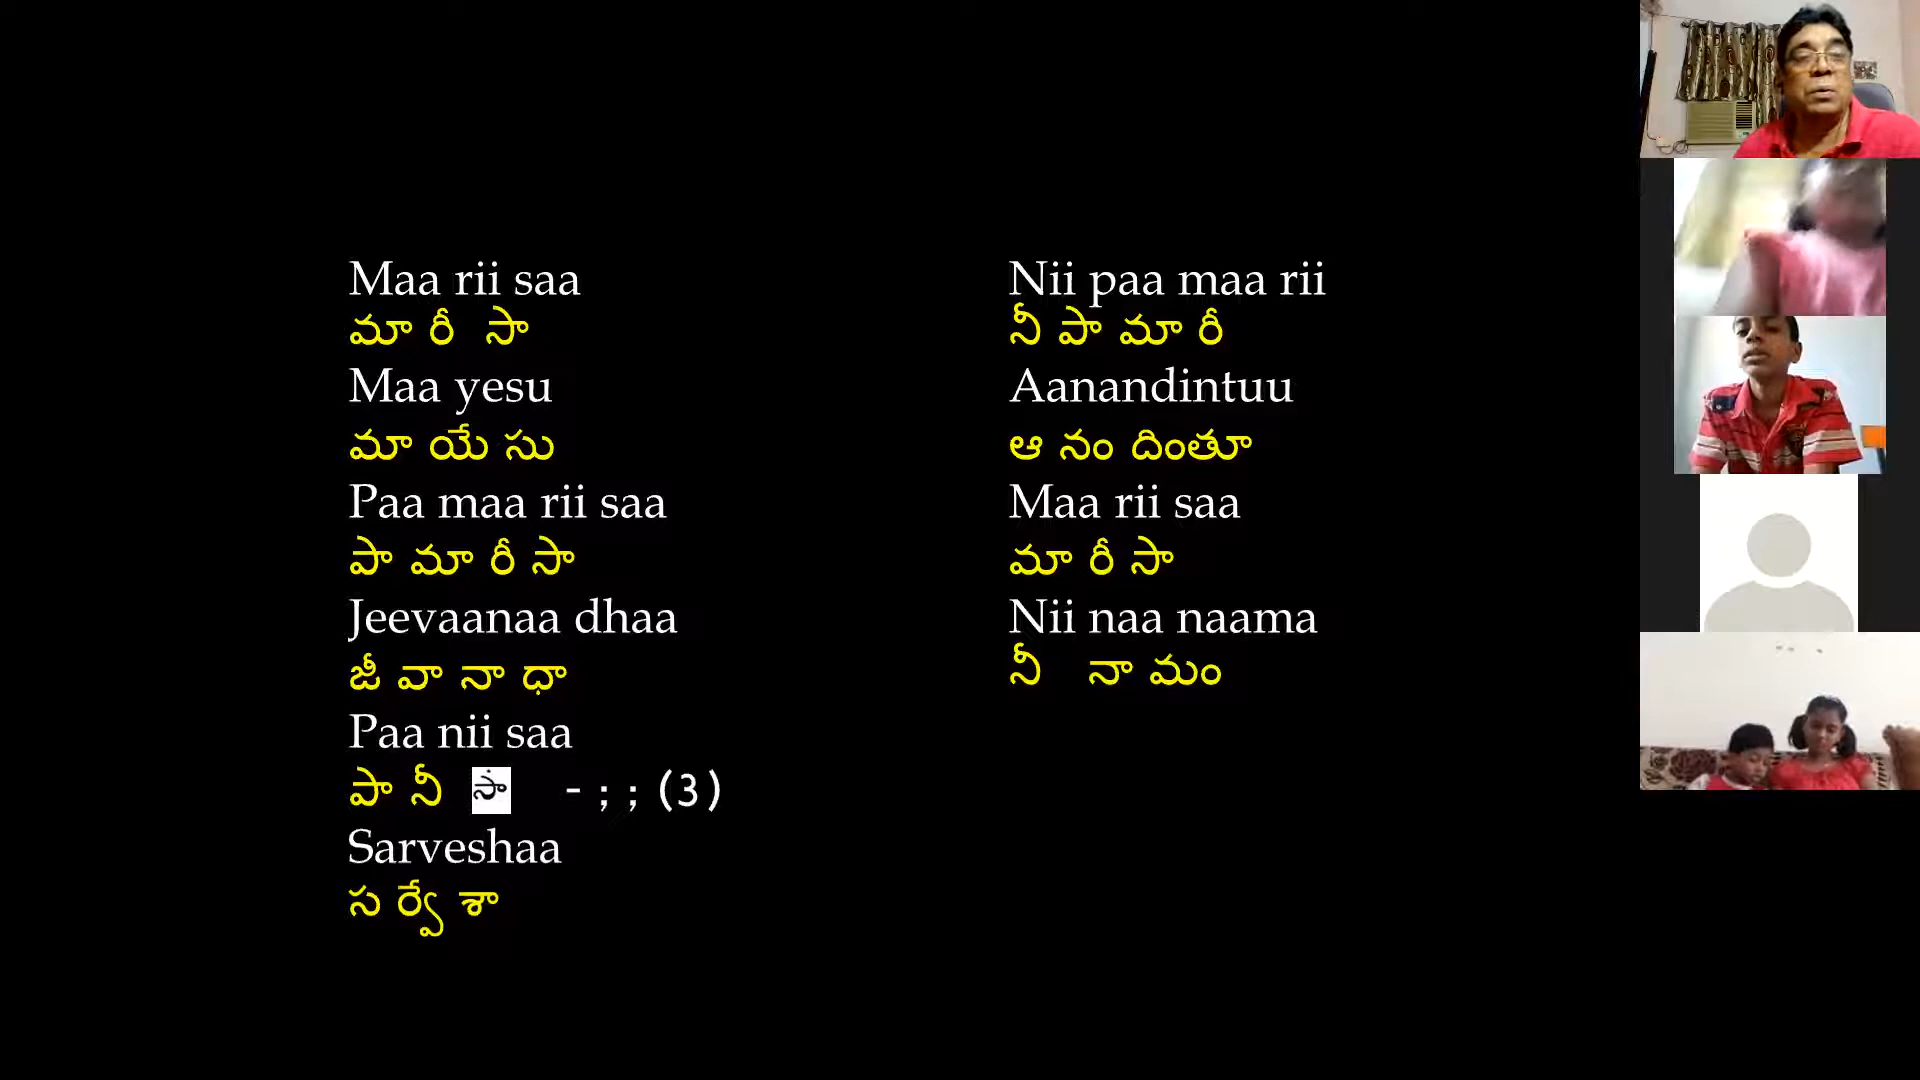 Maa rii saa
మా రీ సా
Maa yesu
మా యే సు
Paa maa rii saa
పా మా రీ సా
Jeevaanaa dhaa
జీ వా నా ధా
Paa nii saa
పా నీ సా - ; ; (3)
Sarveshaa
స ర్వే శా
Nii paa maa rii
నీ పా మా రీ
Aanandintuu
ఆ నం దింతూ
Maa rii saa
మా రీ సా
Nii naa naama
నీ నా మం